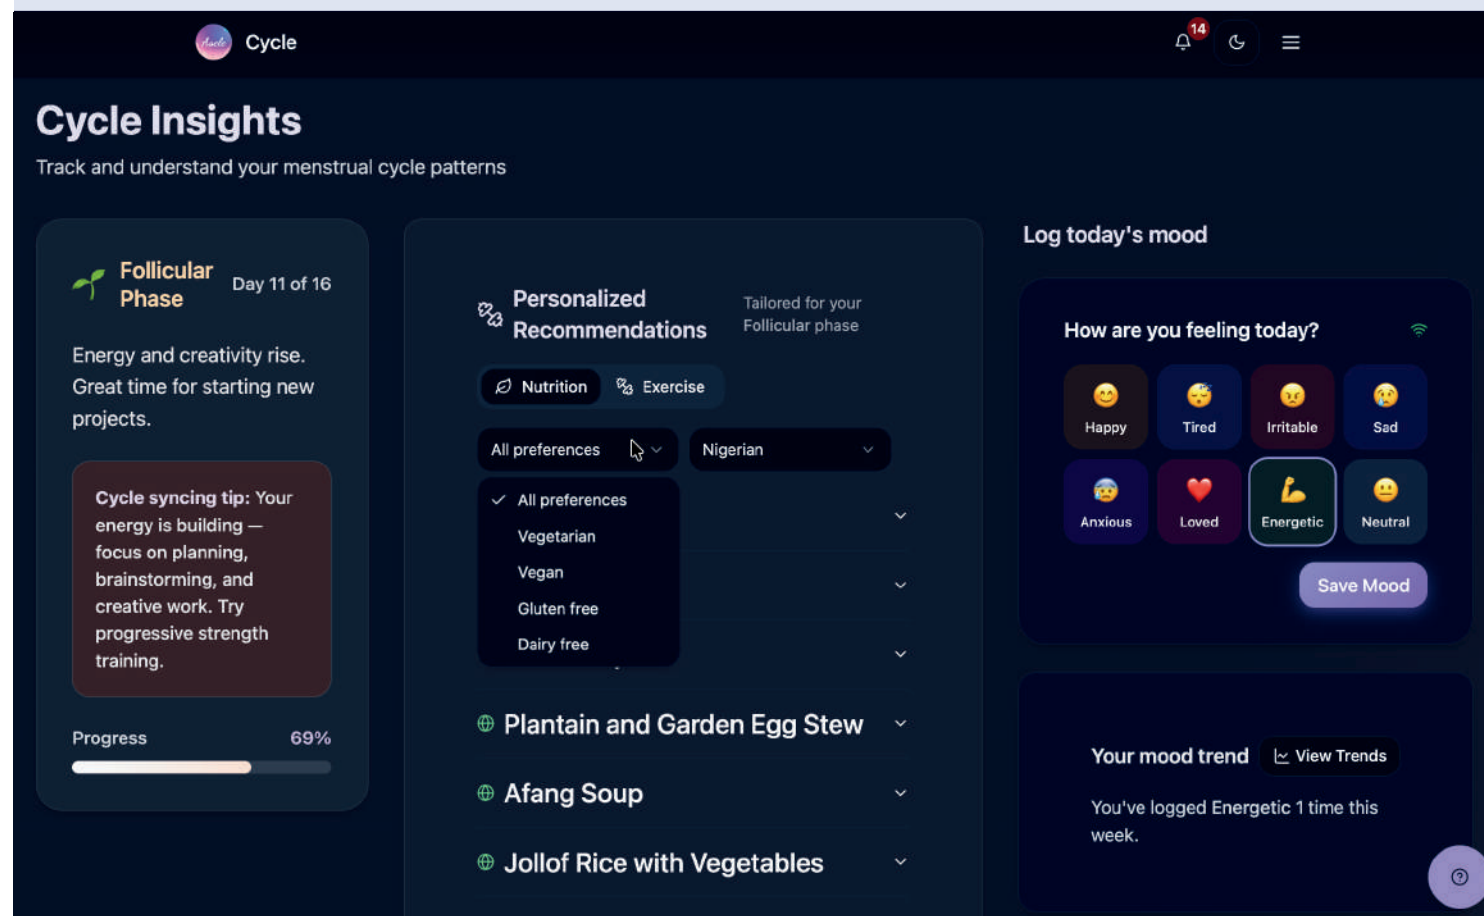 Cycle
14
Cycle Insights
Track and understand your menstrual cycle patterns
Follicular
Phase
Day 11 of 16
Energy and creativity rise.
Great time for starting new
projects.
Cycle syncing tip: Your
energy is building —
focus on planning,
brainstorming, and
creative work. Try
progressive strength
training.
Progress
69%
Personalized
Recommendations
Tailored for your
Follicular phase
Nutrition
Exercise
All preferences
Nigerian
All preferences
Vegetarian
Vegan
Gluten free
Dairy free
Plantain and Garden Egg Stew
Afang Soup
Jollof Rice with Vegetables
Log today's mood
How are you feeling today?
Happy
Tired
Irritable
Sad
Anxious
Loved
Energetic
Neutral
Save Mood
Your mood trend
View Trends
You've logged Energetic 1 time this
week.